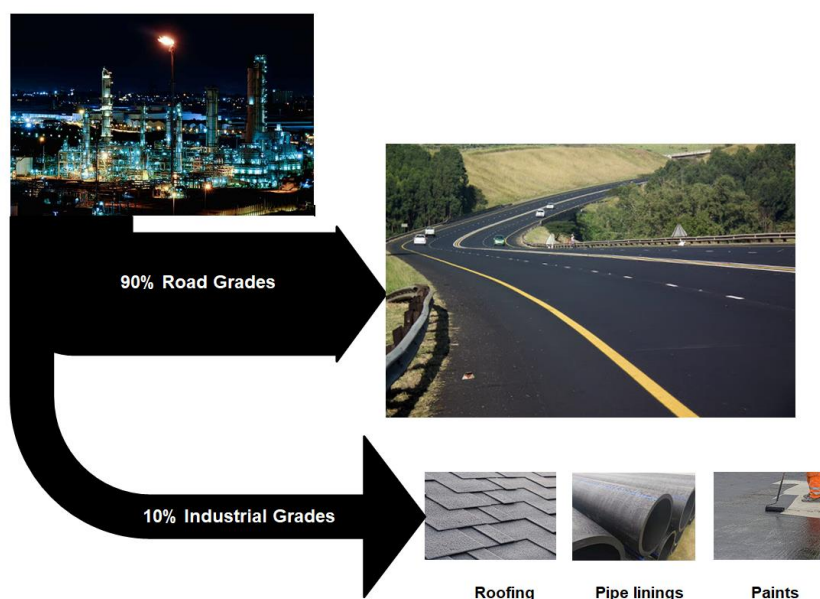 90% Road Grades
10% Industrial Grades
Roofing
Pipe linings
Paints